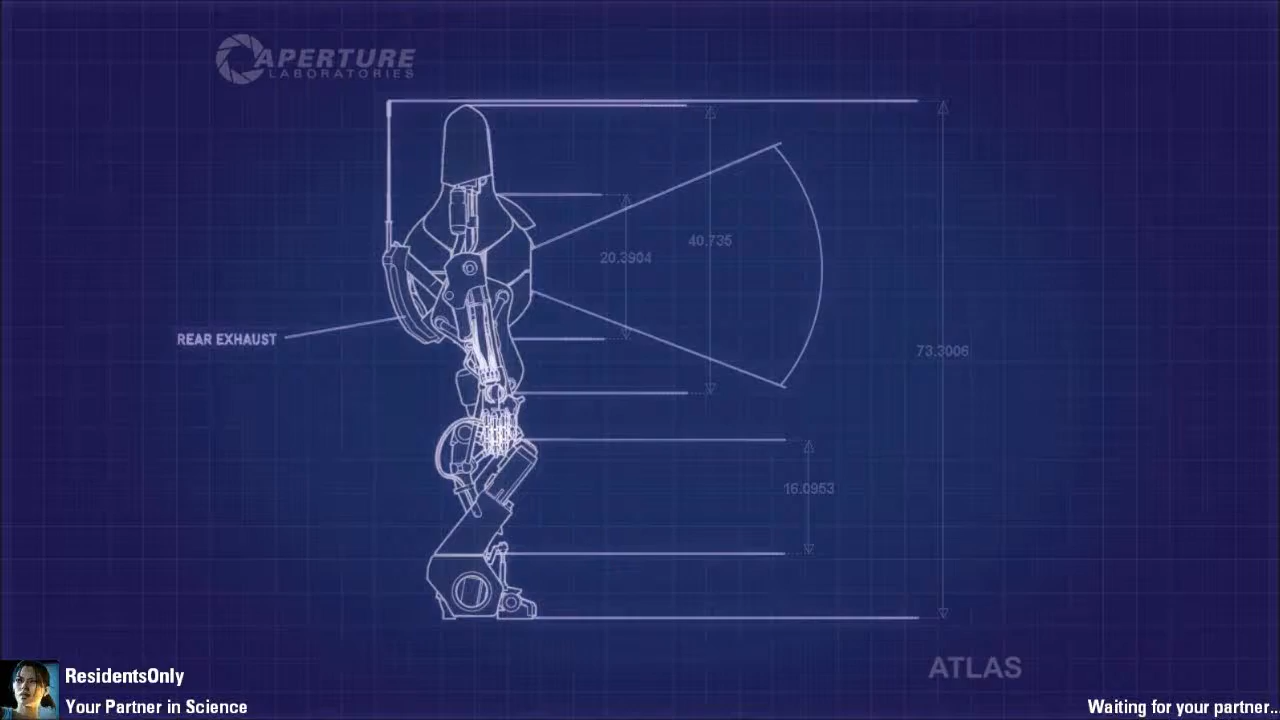 APERTURE
LABORATORIES
40.735
20.3904
REAR EXHAUST
73.3006
16.0953
ATLAS
ResidentsOnly
Your Partner in Science
Waiting for your partner...